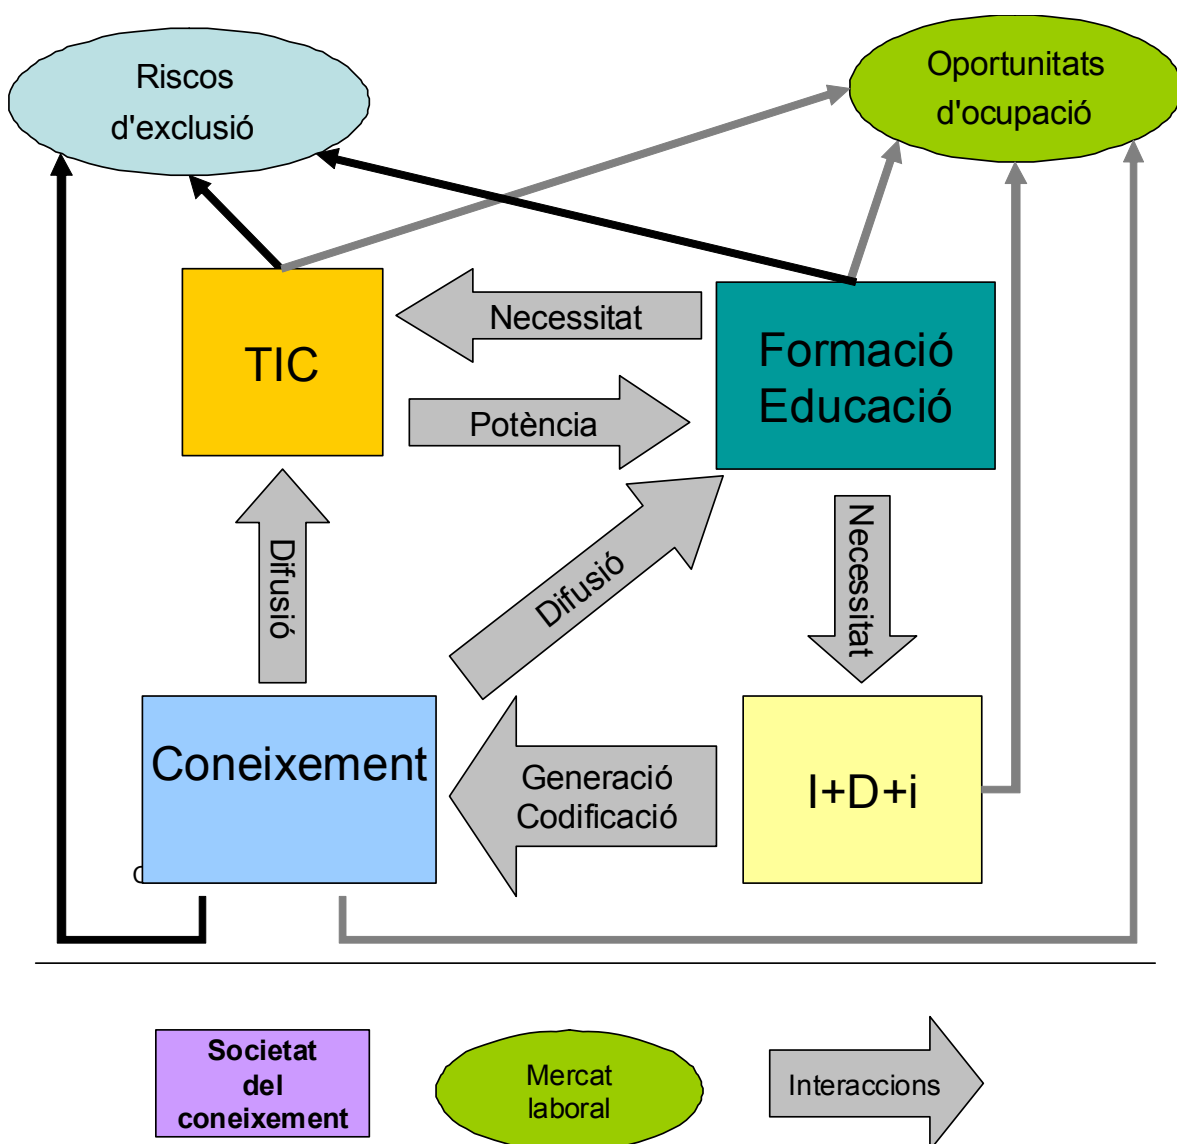 Riscos
d'exclusió
Oportunitats
d'ocupació
TIC
Necessitat
Potència
Formació
Educació
Difusió
Difusió
Necessitat
Coneixement
Generació
Codificació
I+D+i
Societat
del
coneixement
Mercat
laboral
Interaccions